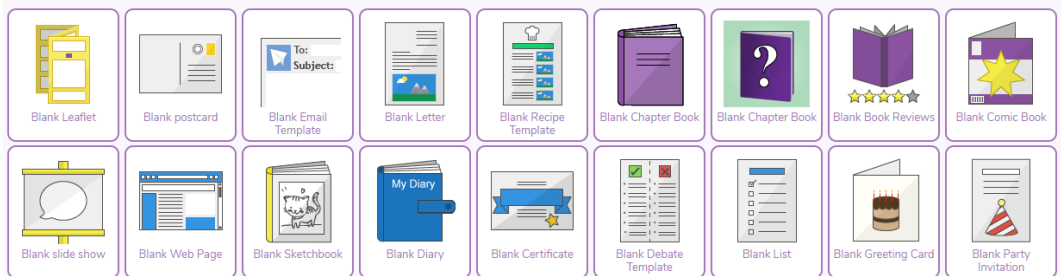 To:
Subject:
?
Blank Leaflet
Blank postcard
Blank Email
Template
Blank Letter
Blank Recipe
Template
Blank Chapter Book
Blank Chapter Book
Blank Book Reviews
Blank Comic Book
My Diary
Blank slide show
Blank Web Page
Blank Sketchbook
Blank Diary
Blank Certificate
Blank Debate
Template
Blank List
Blank Greeting Card
Blank Party
Invitation